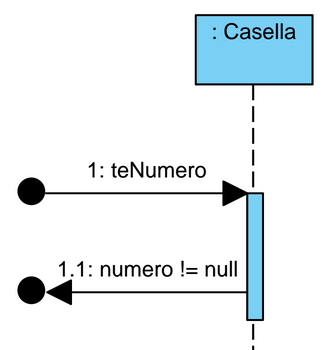 : Casella
1: teNumero
1.1: numero != null